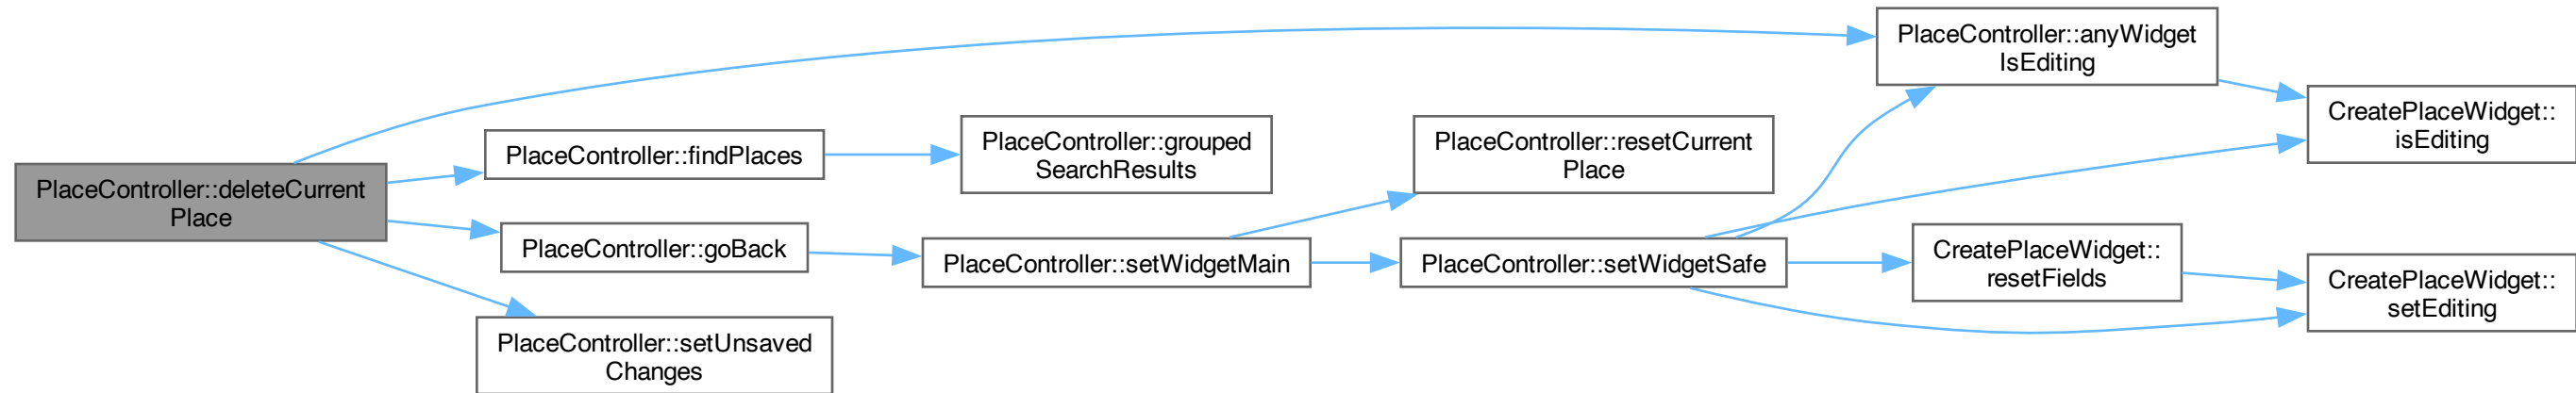 PlaceController::deleteCurrent
Place
PlaceController::findPlaces
PlaceController::goBack
PlaceController::setUnsaved
Changes
PlaceController::grouped
SearchResults
PlaceController::setWidgetMain
PlaceController::resetCurrent
Place
PlaceController::setWidgetSafe
PlaceController::anyWidget
IsEditing
CreatePlaceWidget::
resetFields
CreatePlaceWidget::
isEditing
CreatePlaceWidget::
setEditing